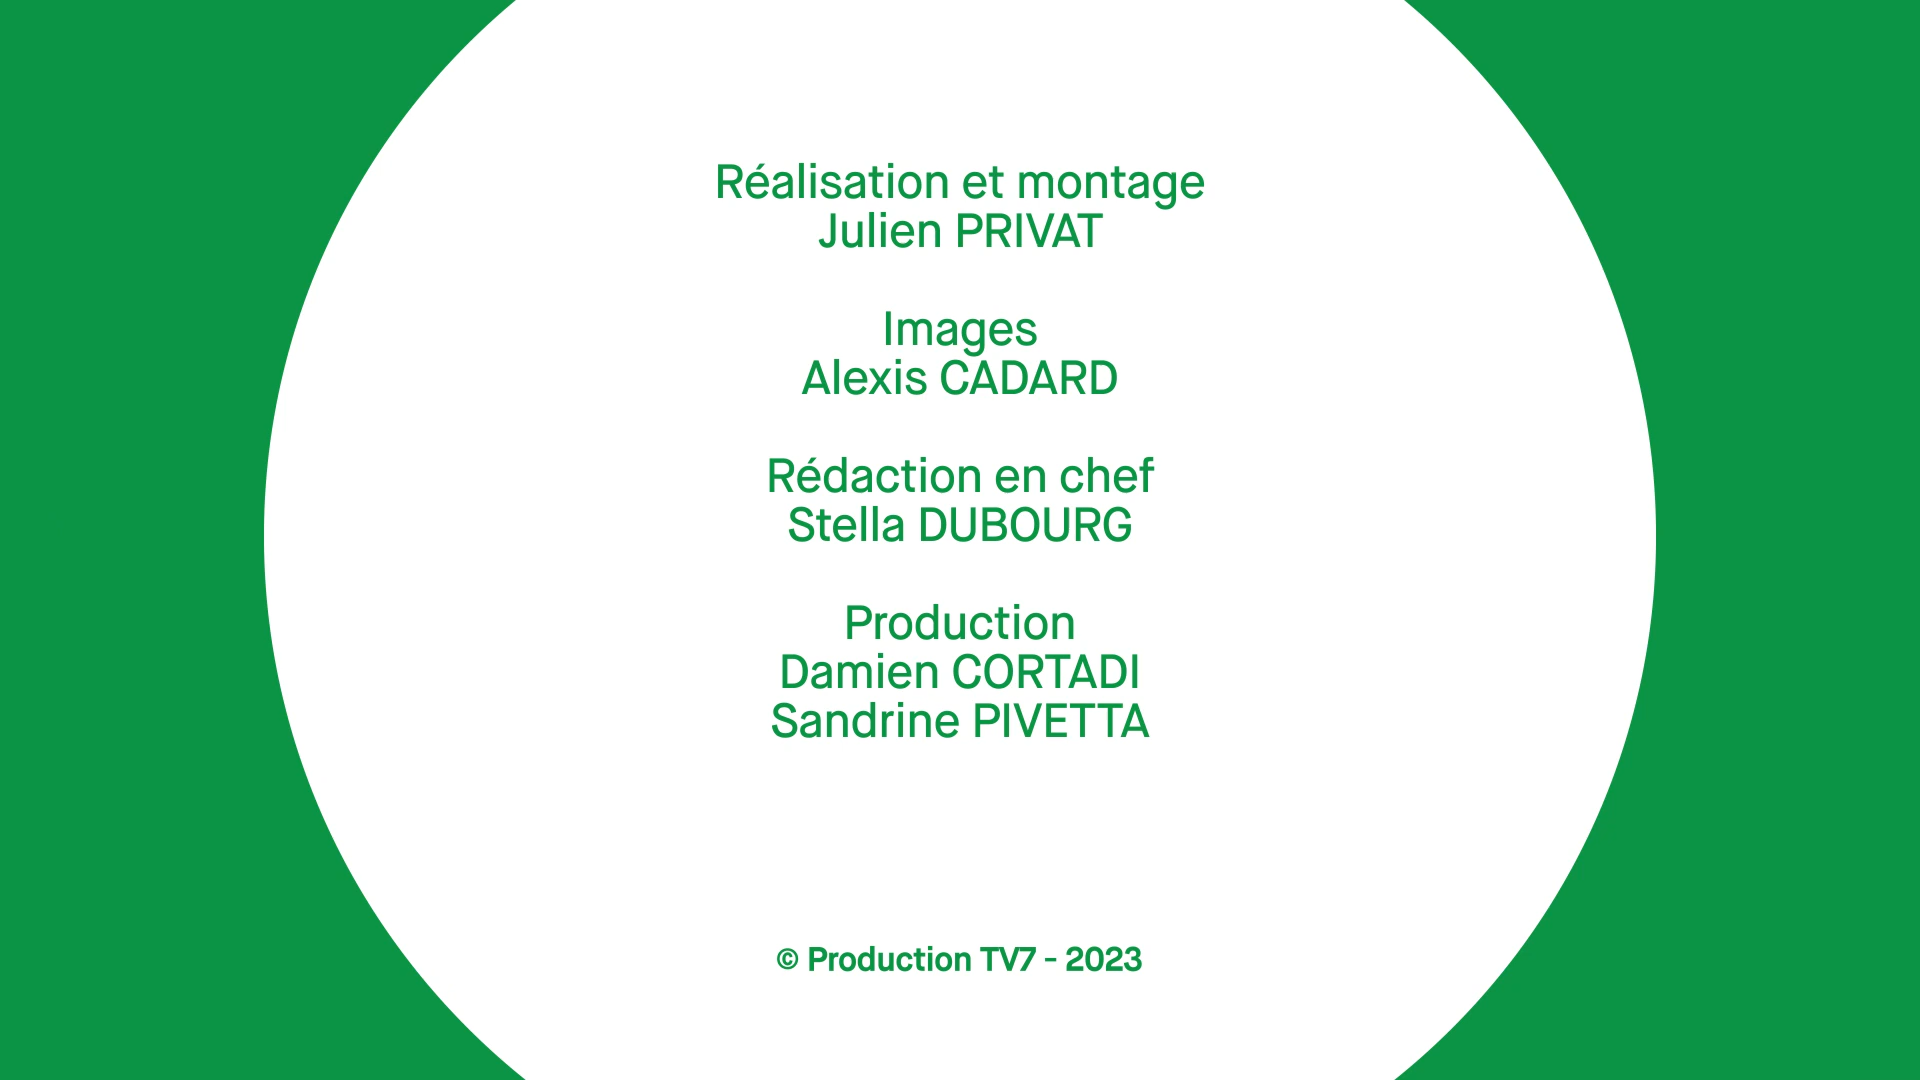 Réalisation et montage
Julien PRIVAT
Images
Alexis CADARD
Rédaction en chef
Stella DUBOURG
Production
Damien CORTADI
Sandrine PIVETTA
© Production TV7 - 2023